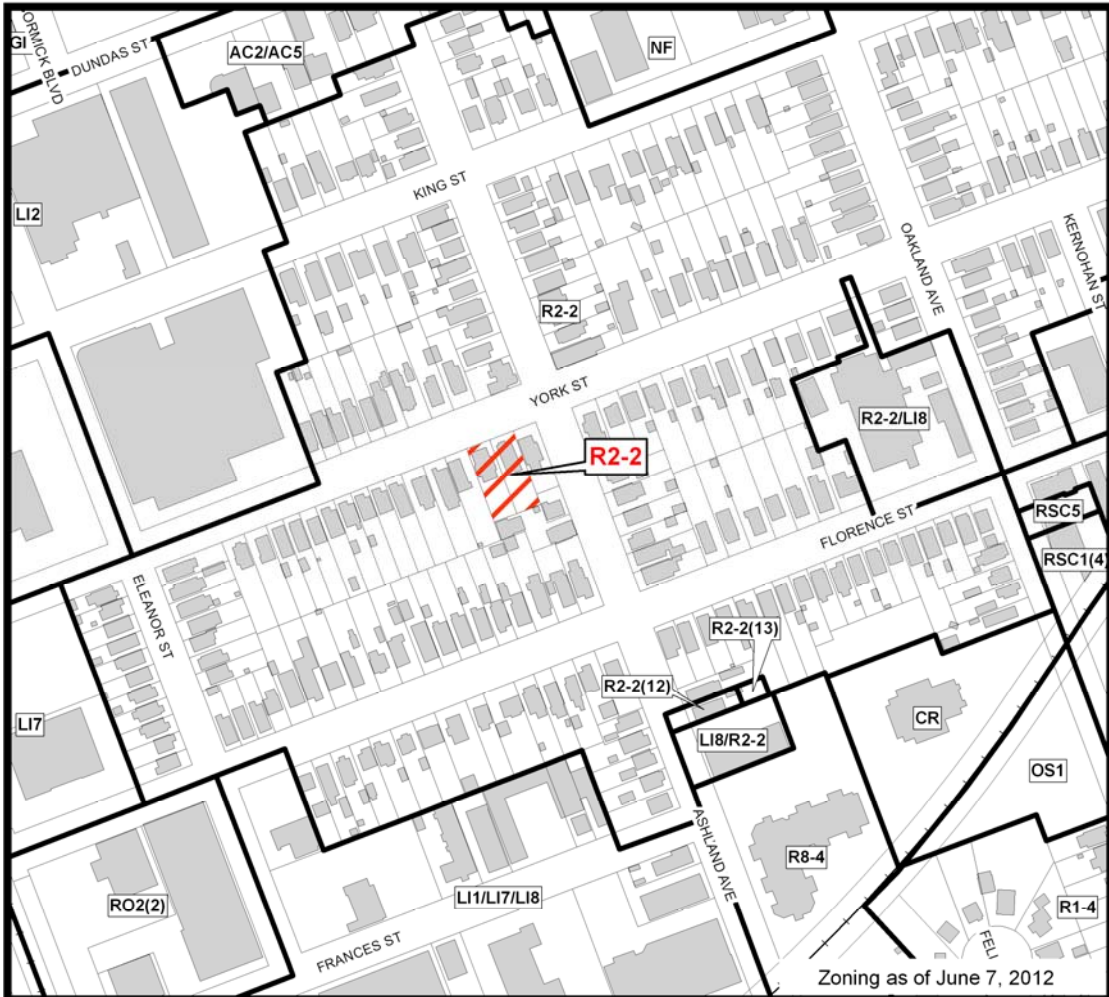 ORMICK BLVD
GI
DUNDAS ST
AC2/AC5
NF
KING ST
LI2
OAKLAND AVE
KERNOHAN ST
R2-2
YORK ST
R2-2/LI8
R2-2
RSC5
FLORENCE ST
RSC1(4)
ELEANOR ST
R2-2(13)
R2-2(12)
LI7
CR
LI8/R2-2
OS1
ASHLAND AVE
R8-4
RO2(2)
LI1/LI7/LI8
R1-4
FRANCES ST
FELI
Zoning as of June 7, 2012